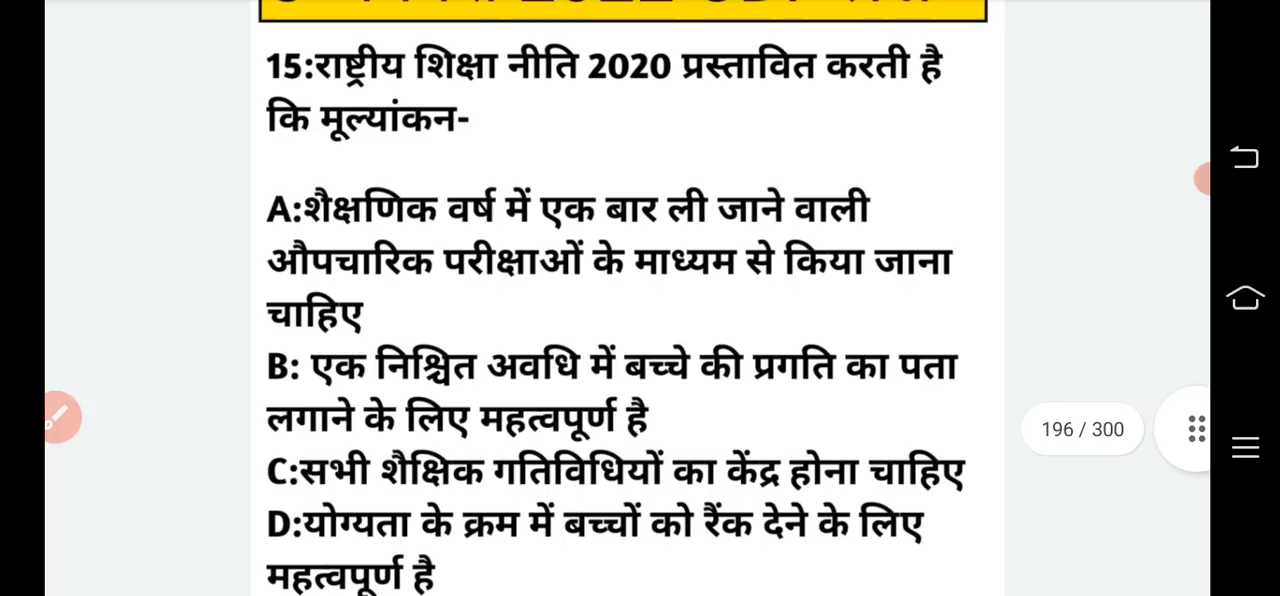 15:राष्ट्रीय शिक्षा नीति 2020 प्रस्तावित करती है
कि मूल्यांकन-
A:शैक्षणिक वर्ष में एक बार ली जाने वाली
औपचारिक परीक्षाओं के माध्यम से किया जाना
चाहिए
B: एक निश्चित अवधि में बच्चे की प्रगति का पता
लगाने के लिए महत्वपूर्ण है
C:सभी शैक्षिक गतिविधियों का केंद्र होना चाहिए
D:योग्यता के क्रम में बच्चों को रैंक देने के लिए
महत्वपूर्ण है
196 / 300